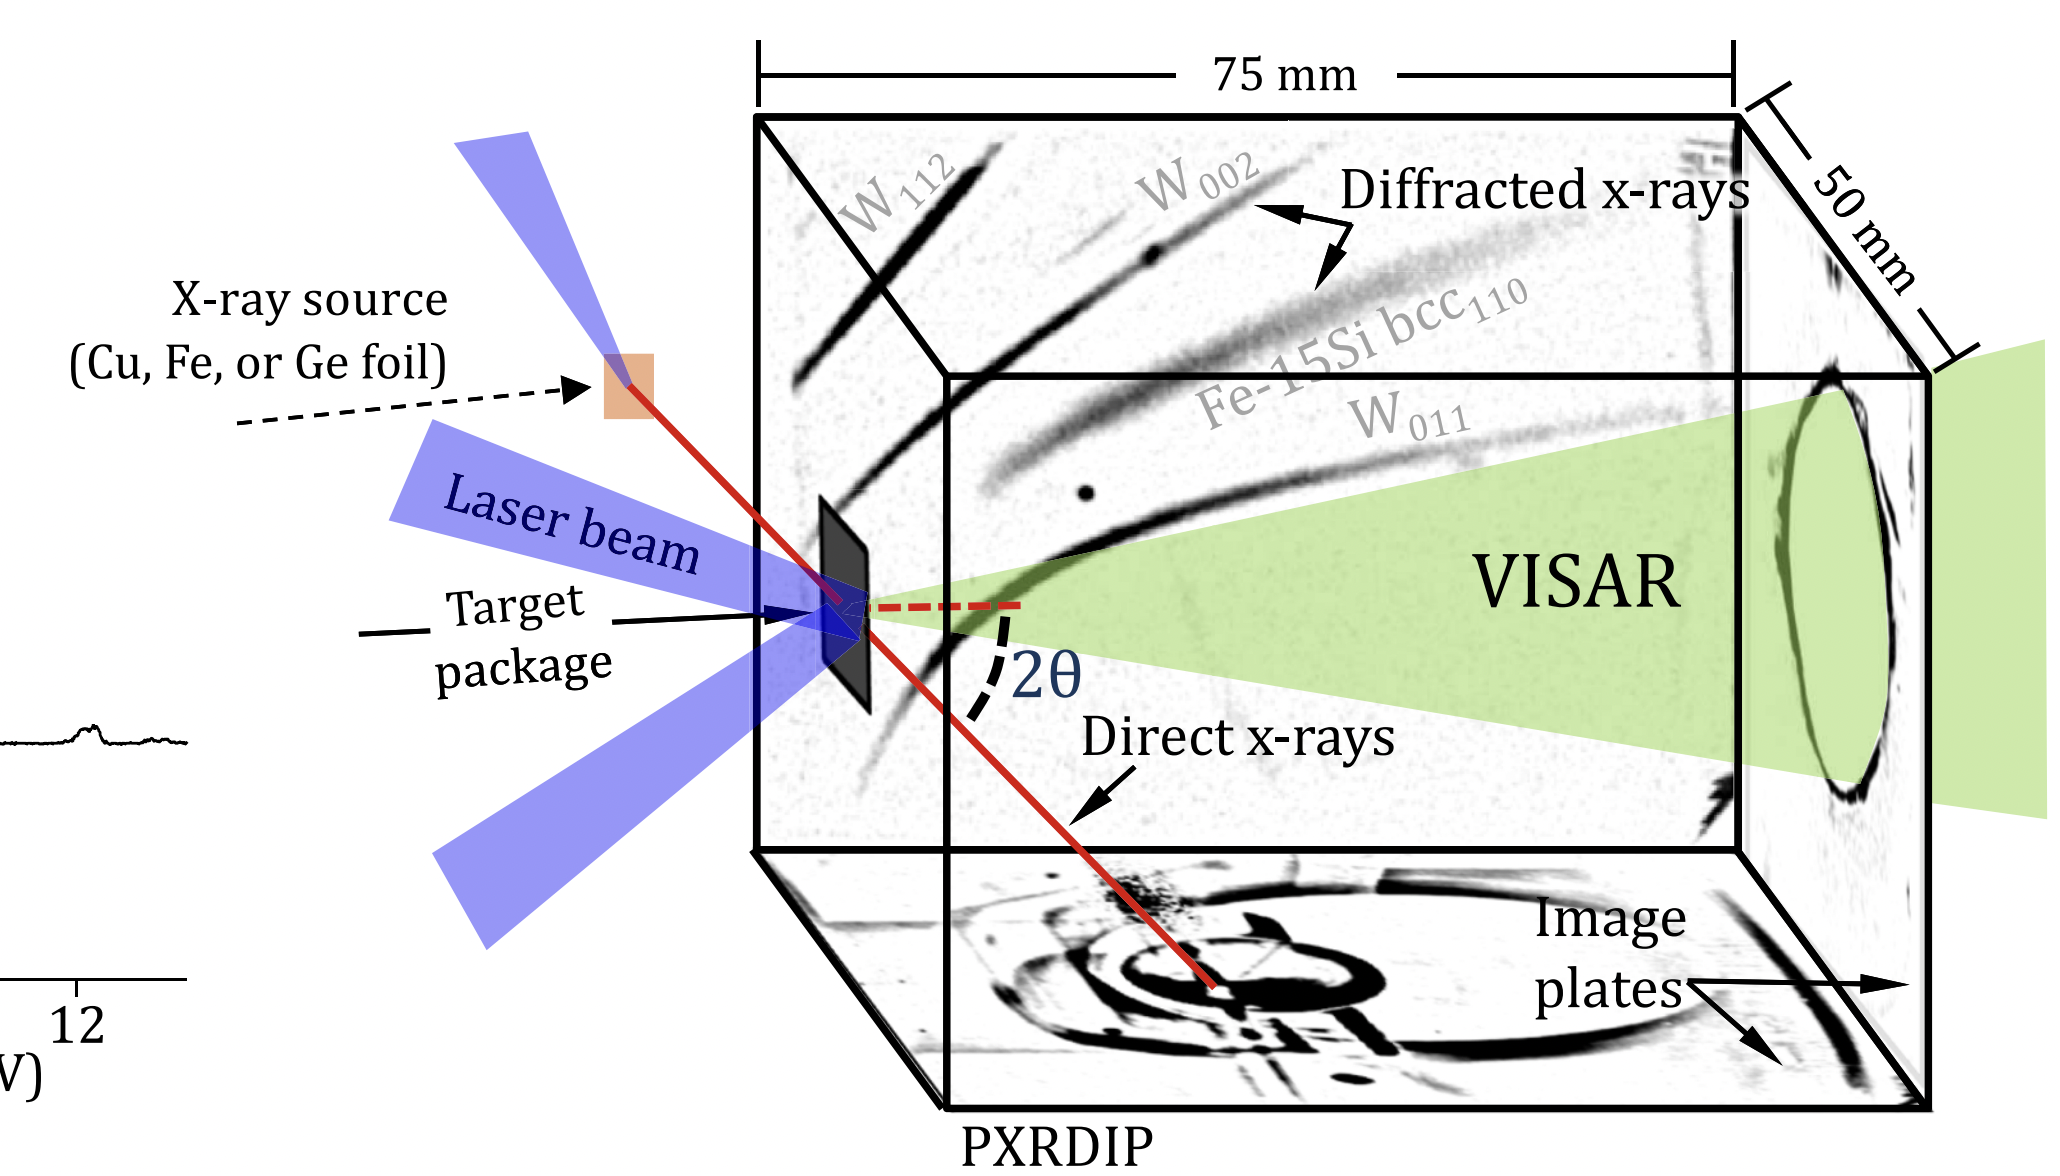 75 mm
50 mm
W112
W002
Diffracted x-rays
X-ray source
(Cu, Fe, or Ge foil)
Fe-15Si bcc110
W011
Laser beam
VISAR
Target
package
2θ
Direct x-rays
Image
plates
12
V)
PXRDIP